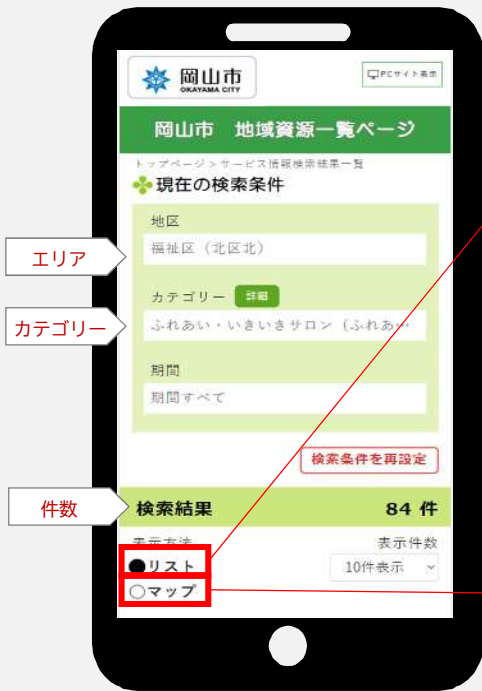 岡山市
OKAYAMA CITY
PCサイト表示
岡山市 地域資源一覧ページ
トップページ>サービス情報検索結果一覧
現在の検索条件
地区
エリア
福祉区（北区北）
カテゴリー 詳細
カテゴリー
ふれあい・いきいきサロン（ふれあ…
期間
期間すべて
検索条件を再設定
件数
検索結果 84 件
表示方法 表示件数
●リスト 10件表示
○マップ